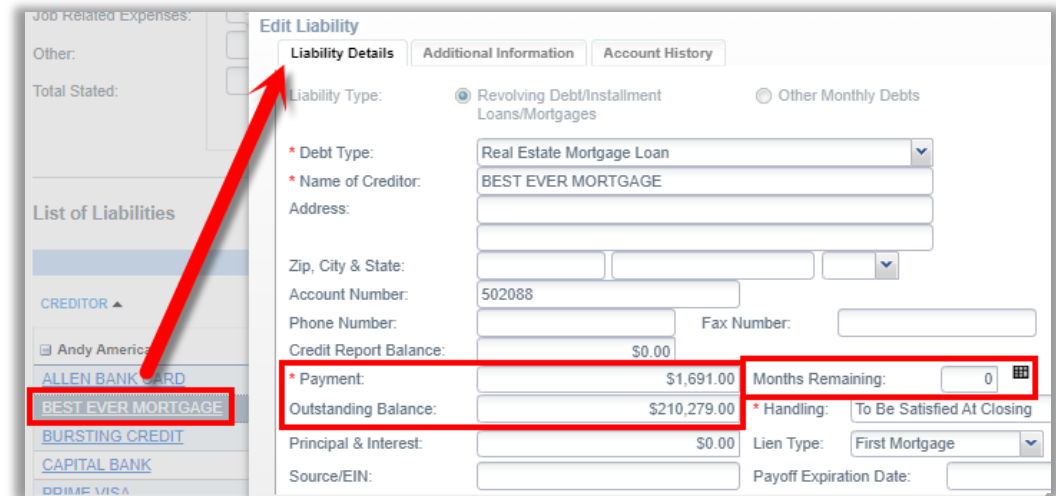 Job Related Expenses:
Other:
Total Stated:
List of Liabilities
CREDITOR
Andy America
ALLEN BANK CARD
BEST EVER MORTGAGE
BURSTING CREDIT
CAPITAL BANK
PRIME VISA
Edit Liability
Liability Details Additional Information Account History
Liability Type: Revolving Debt/Installment Other Monthly Debts
Loans/Mortgages
* Debt Type: Real Estate Mortgage Loan
* Name of Creditor: BEST EVER MORTGAGE
Address:
Zip, City & State:
Account Number: 502088
Phone Number: Fax Number:
Credit Report Balance: $0.00
* Payment: $1,691.00 Months Remaining: 0
Outstanding Balance: $210,279.00 * Handling: To Be Satisfied At Closing
Principal & Interest: $0.00 Lien Type: First Mortgage
Source/EIN: Payoff Expiration Date: